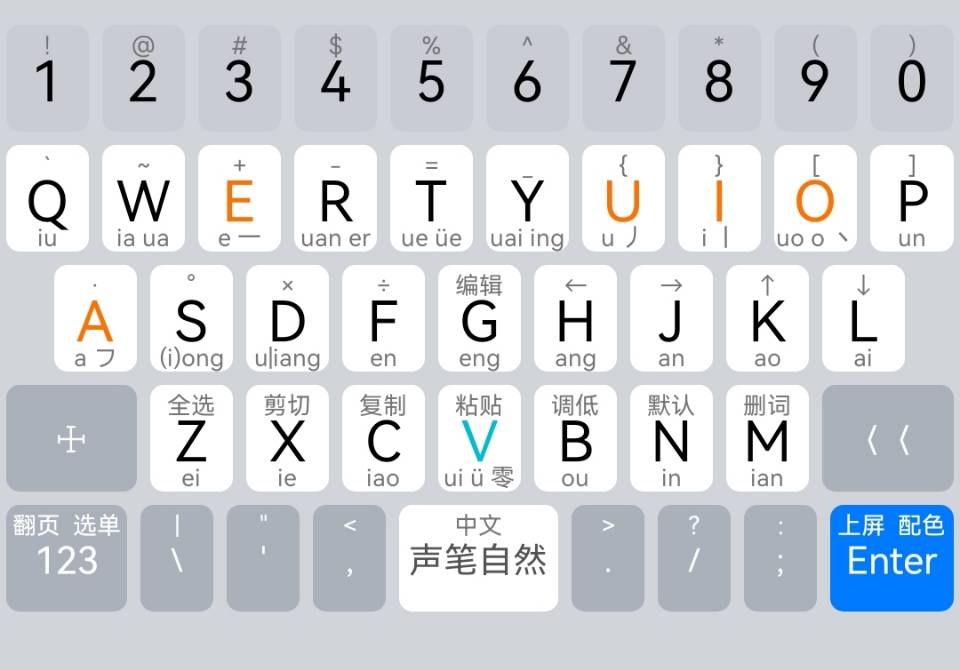 ! @ # $ % ^ & * ( )
1 2 3 4 5 6 7 8 9 0
` ~ + - = _ { } [ ]
Q W E R T Y U I O P
iu ia ua e 一 uan er ue üe uai ing u 丿 i 丨 uo o 丶 un
· ° × ÷ 编辑 ← → ↑ ↓
A S D F G H J K L
a ㇇ (i)ong u|iang en eng ang an ao ai
全选 剪切 复制 粘贴 调低 默认 删词
Z X C V B N M
ei ie iao ui ü 零 ou in ian
翻页 选单 | " < 中文 > ? : 上屏 配色
123 \ ' , 声笔自然 . / ; Enter